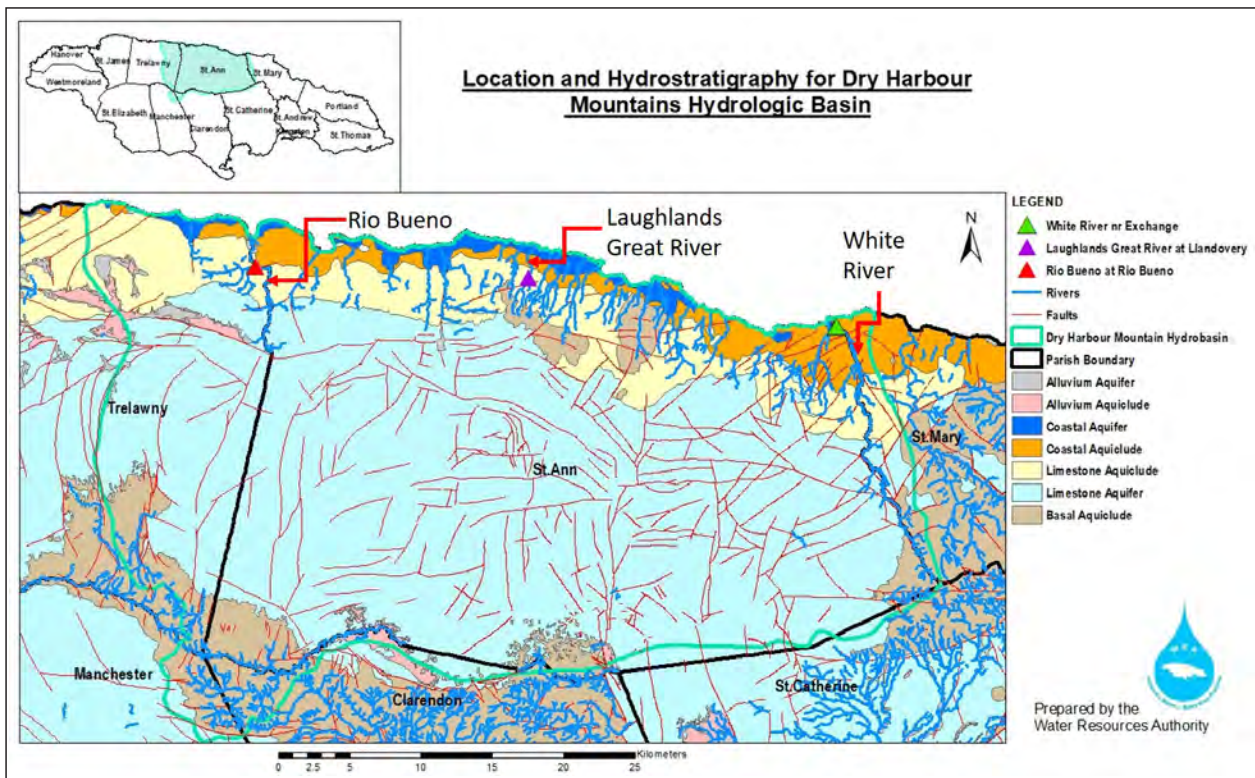 Location and Hydrostratigraphy for Dry Harbour
Mountains Hydrologic Basin
Hanover
St.James
Trelawny
St.Ann
St.Mary
Westmoreland
St.Elizabeth
Manchester
Clarendon
St.Catherine
St.Andrew
Portland
St.Thomas
Rio Bueno
Laughlands
Great River
White
River
N
Trelawny
St.Ann
St.Mary
Manchester
Clarendon
St.Catherine
LEGEND
White River nr Exchange
Laughlands Great River at Llandovery
Rio Bueno at Rio Bueno
Rivers
Faults
Dry Harbour Mountain Hydrobasin
Parish Boundary
Alluvium Aquifer
Alluvium Aquiclude
Coastal Aquifer
Coastal Aquiclude
Limestone Aquiclude
Limestone Aquifer
Basal Aquiclude
Prepared by the
Water Resources Authority
Kilometers
0 2.5 5 10 15 20 25